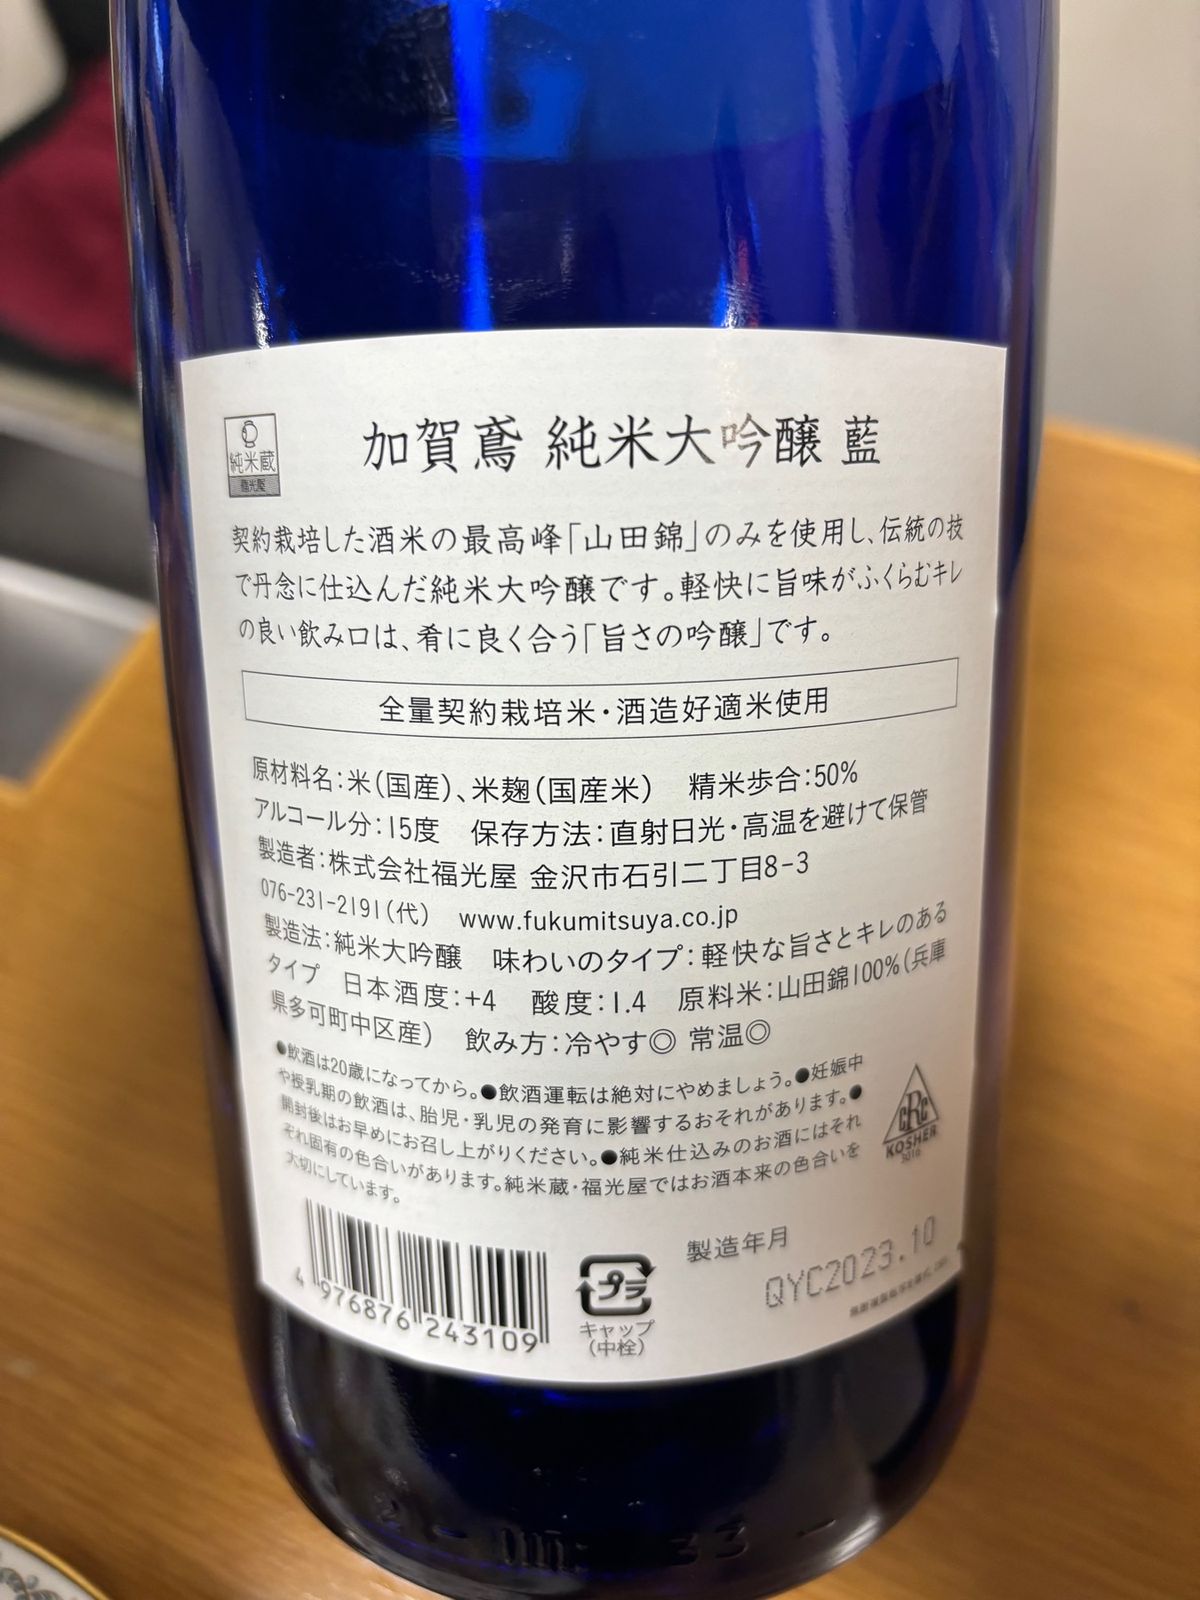 加賀鳶 純米大吟醸 藍
純米蔵
福光屋
契約栽培した酒米の最高峰「山田錦」のみを使用し、伝統の技
で丹念に仕込んだ純米大吟醸です。軽快に旨味がふくらむキレ
の良い飲み口は、肴に良く合う「旨さの吟醸」です。
全量契約栽培米・酒造好適米使用
原材料名：米（国産）、米麹（国産米） 精米歩合：50%
アルコール分：15度 保存方法：直射日光・高温を避けて保管
製造者：株式会社福光屋 金沢市石引二丁目8-3
076-231-2191（代） www.fukumitsuya.co.jp
製造法：純米大吟醸 味わいのタイプ：軽快な旨さとキレのある
タイプ 日本酒度：+4 酸度：1.4 原料米：山田錦100%（兵庫
県多可町中区産） 飲み方：冷やす◎ 常温◎
●飲酒は20歳になってから。●飲酒運転は絶対にやめましょう。●妊娠中
や授乳期の飲酒は、胎児・乳児の発育に影響するおそれがあります。●
開封後はお早めにお召し上がりください。●純米仕込みのお酒にはそれ
ぞれ固有の色合いがあります。純米蔵・福光屋ではお酒本来の色合いを
大切にしています。
CRC
KOSHER
3016
4 976876 243109
プラ
キャップ
（中栓）
製造年月
QYC2023.10
33